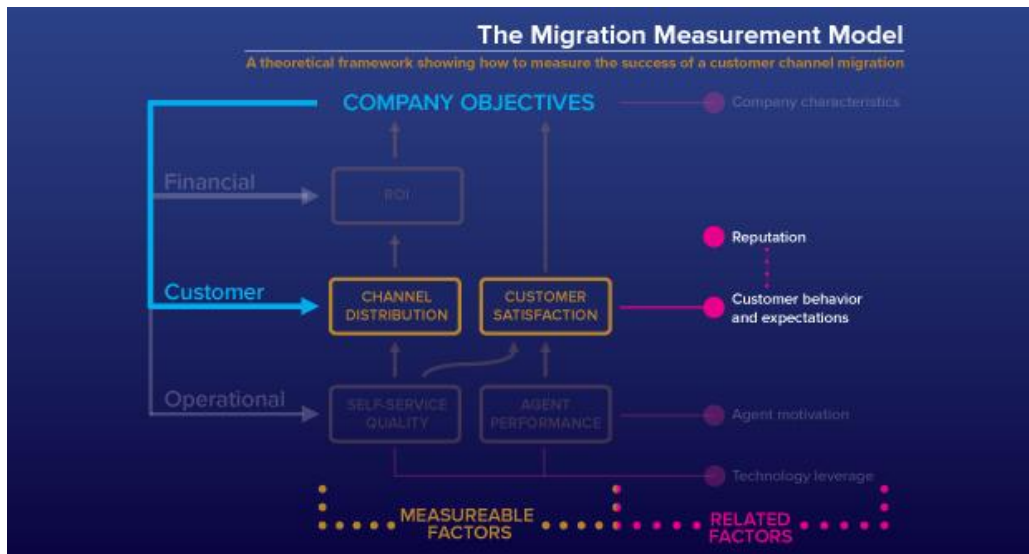 The Migration Measurement Model
A theoretical framework showing how to measure the success of a customer channel migration
COMPANY OBJECTIVES
Company characteristics
Financial
ROI
Reputation
Customer
CHANNEL
DISTRIBUTION
CUSTOMER
SATISFACTION
Customer behavior
and expectations
Operational
SELF-SERVICE
QUALITY
AGENT
PERFORMANCE
Agent motivation
Technology leverage
MEASUREABLE
FACTORS
RELATED
FACTORS